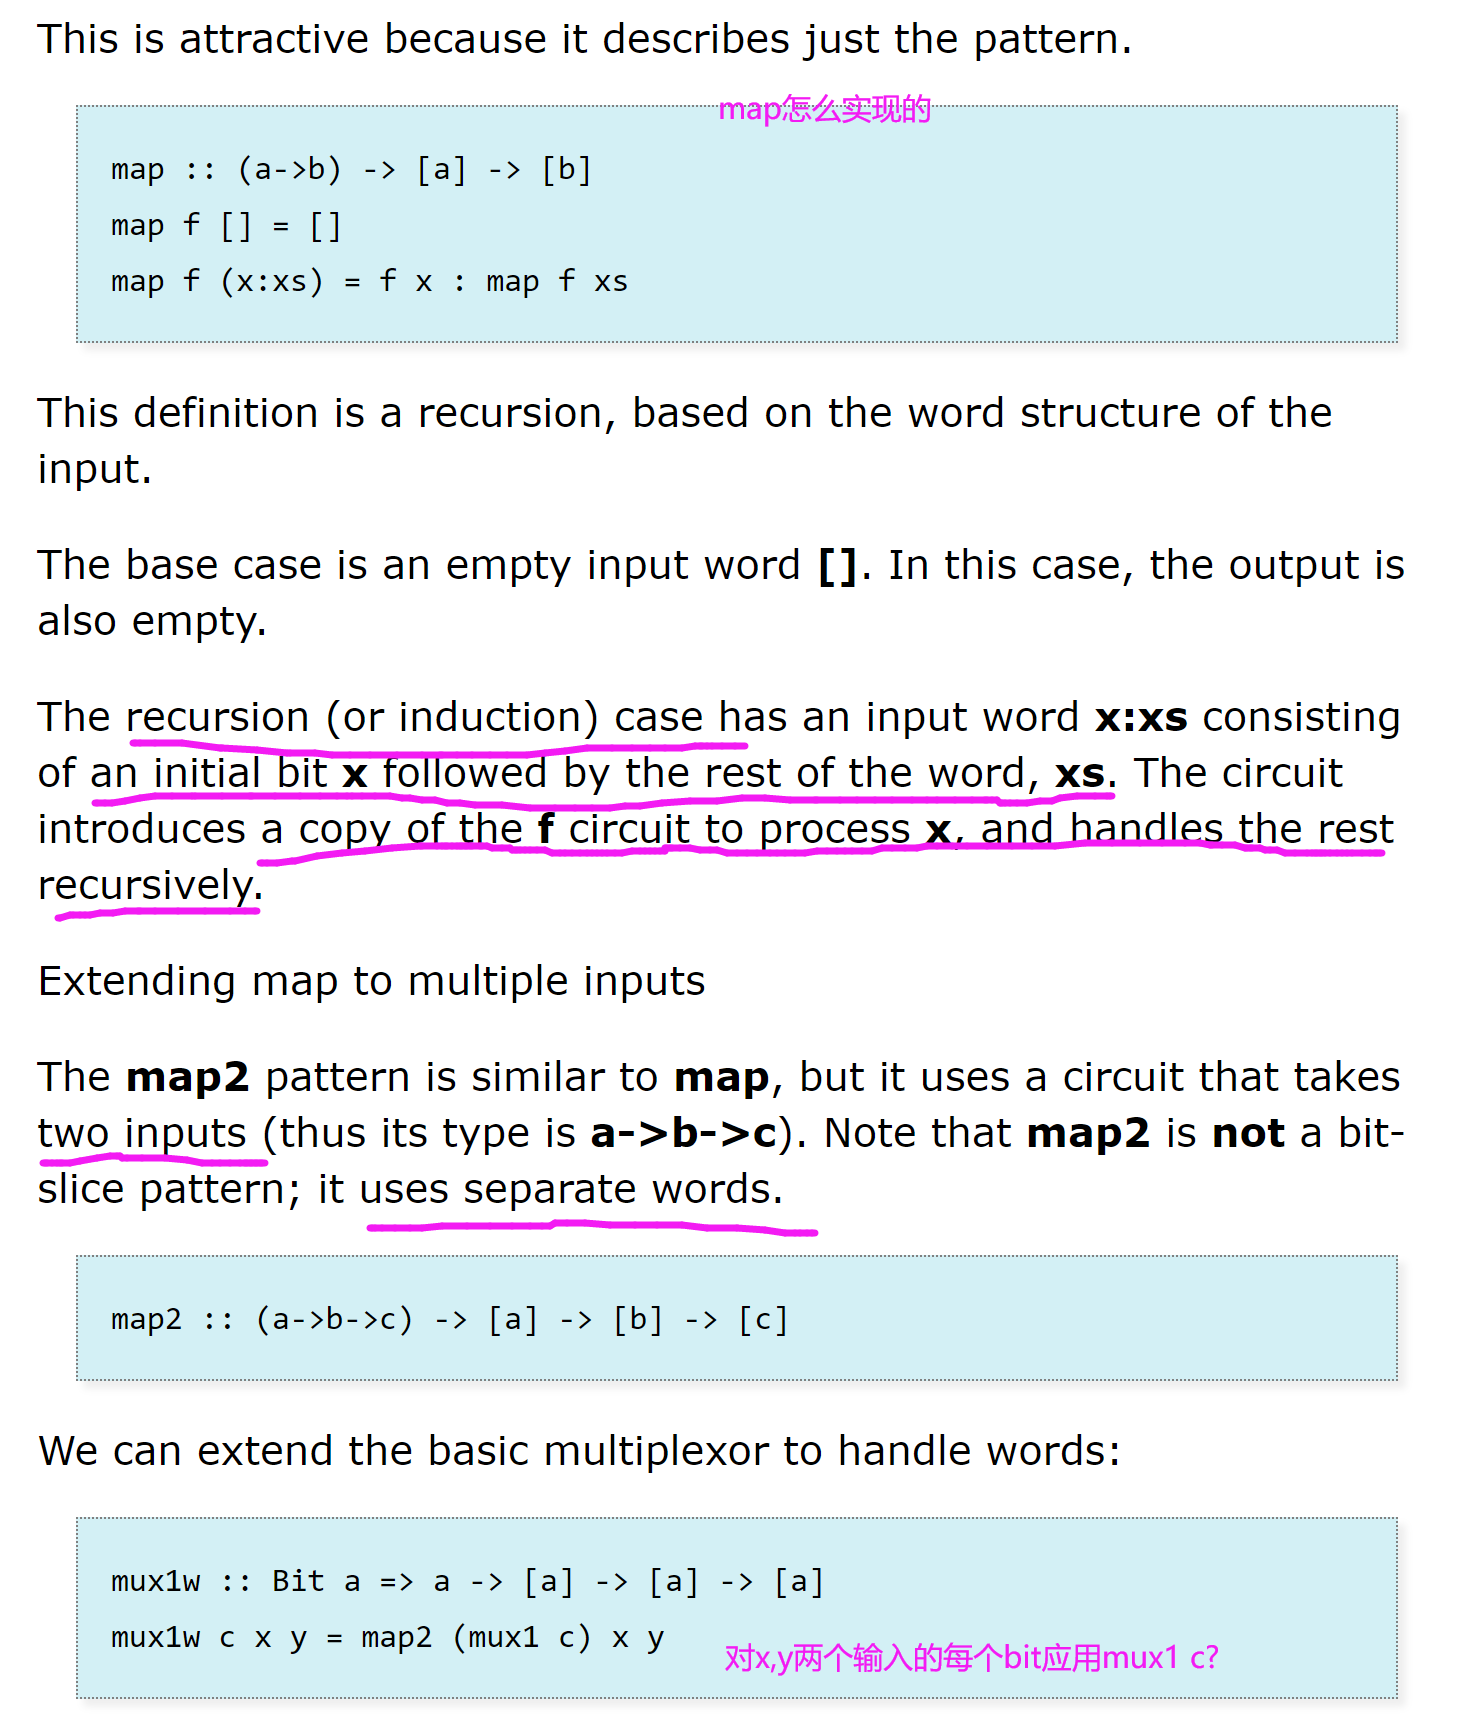 This is attractive because it describes just the pattern.
map怎么实现的
map :: (a->b) -> [a] -> [b]
map f [] = []
map f (x:xs) = f x : map f xs
This definition is a recursion, based on the word structure of the
input.
The base case is an empty input word []. In this case, the output is
also empty.
The recursion (or induction) case has an input word x:xs consisting
of an initial bit x followed by the rest of the word, xs. The circuit
introduces a copy of the f circuit to process x, and handles the rest
recursively.
Extending map to multiple inputs
The map2 pattern is similar to map, but it uses a circuit that takes
two inputs (thus its type is a->b->c). Note that map2 is not a bit-
slice pattern; it uses separate words.
map2 :: (a->b->c) -> [a] -> [b] -> [c]
We can extend the basic multiplexor to handle words:
mux1w :: Bit a => a -> [a] -> [a] -> [a]
mux1w c x y = map2 (mux1 c) x y
对x,y两个输入的每个bit应用mux1 c?